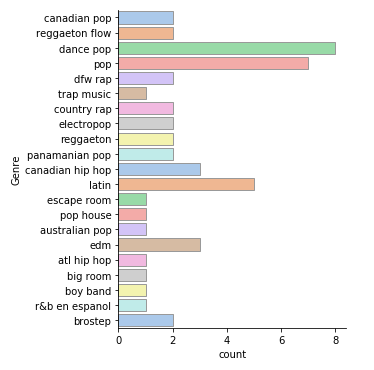 canadian pop
reggaeton flow
dance pop
pop
dfw rap
trap music
country rap
electropop
reggaeton
panamanian pop
canadian hip hop
latin
escape room
pop house
australian pop
edm
atl hip hop
big room
boy band
r&b en espanol
brostep
Genre
0 2 4 6 8
count